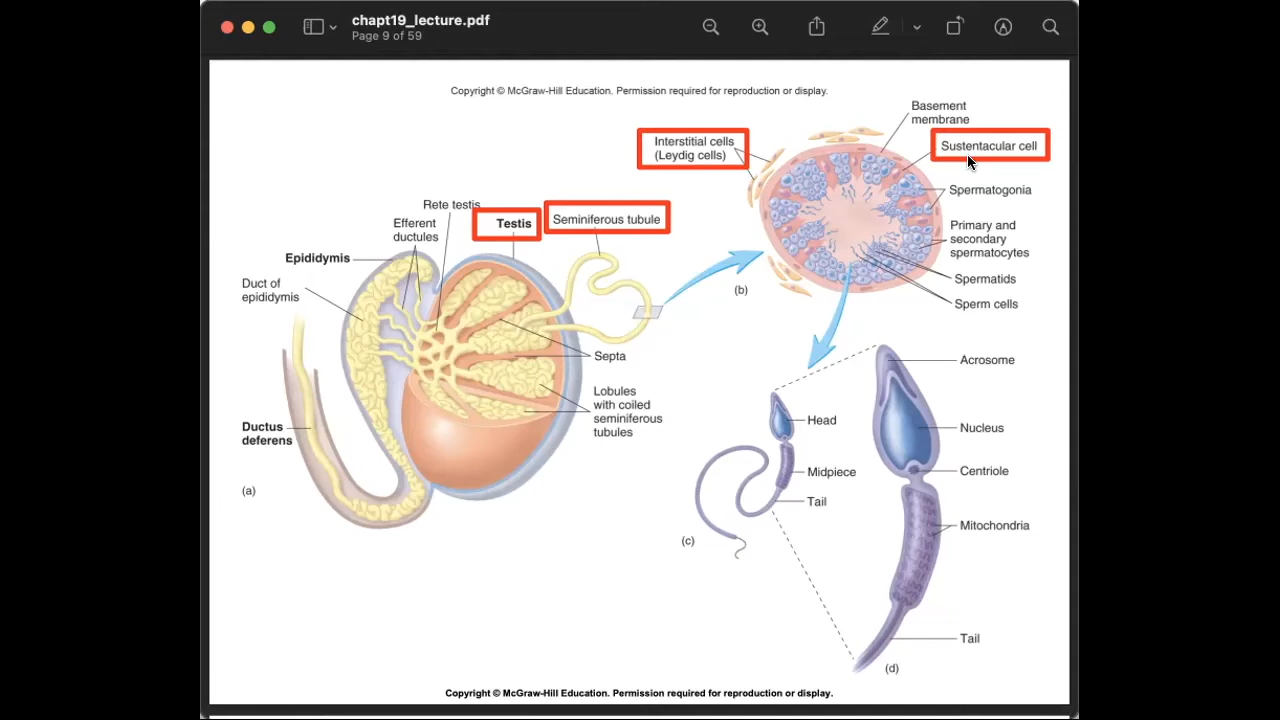 chapt19_lecture.pdf
Page 9 of 59
Copyright © McGraw-Hill Education. Permission required for reproduction or display.
Basement
membrane
Interstitial cells
(Leydig cells)
Sustentacular cell
Spermatogonia
Rete testis
Testis
Seminiferous tubule
Efferent
ductules
Primary and
secondary
spermatocytes
Epididymis
Duct of
epididymis
(b)
Spermatids
Sperm cells
Septa
Acrosome
Lobules
with coiled
seminiferous
tubules
Ductus
deferens
Head
Nucleus
Midpiece
Centriole
(a)
Tail
Mitochondria
(c)
Tail
(d)
Copyright © McGraw-Hill Education. Permission required for reproduction or display.